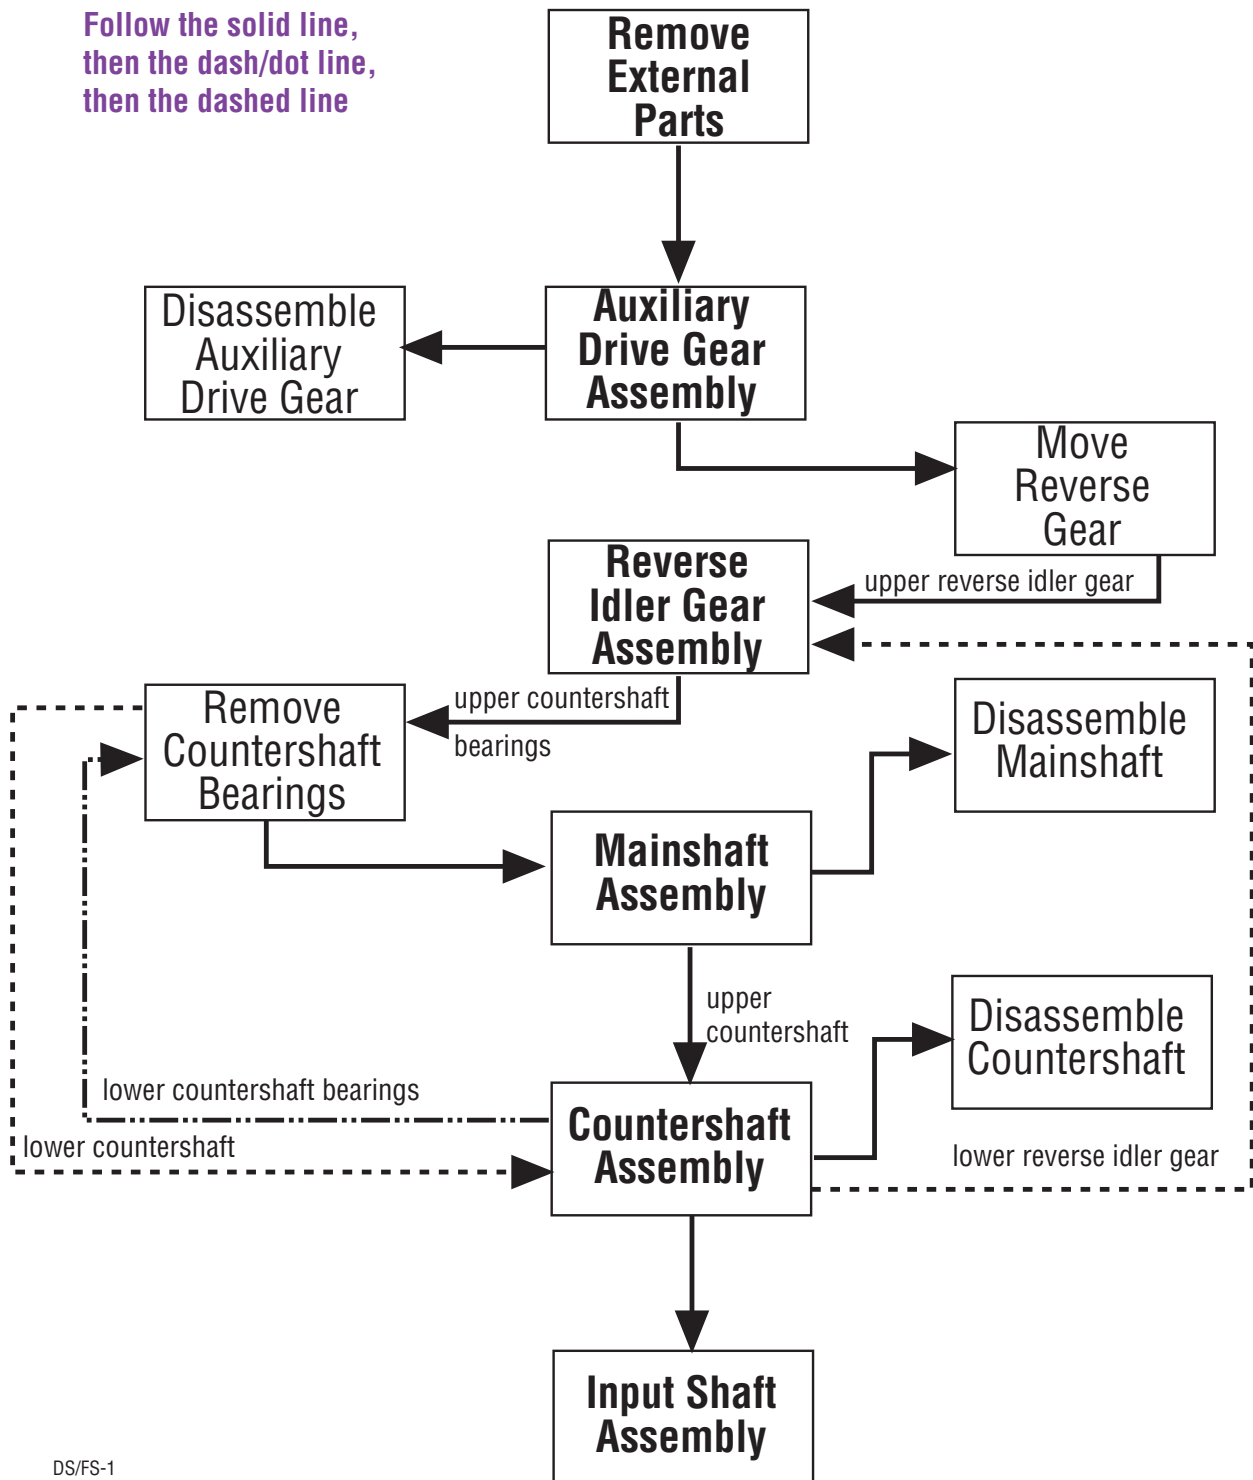 Follow the solid line,
then the dash/dot line,
then the dashed line
Remove
External
Parts
Disassemble
Auxiliary
Drive Gear
Auxiliary
Drive Gear
Assembly
Move
Reverse
Gear
upper reverse idler gear
Reverse
Idler Gear
Assembly
upper countershaft
bearings
Remove
Countershaft
Bearings
Disassemble
Mainshaft
Mainshaft
Assembly
upper
countershaft
Disassemble
Countershaft
lower countershaft bearings
lower countershaft
Countershaft
Assembly
lower reverse idler gear
Input Shaft
Assembly
DS/FS-1